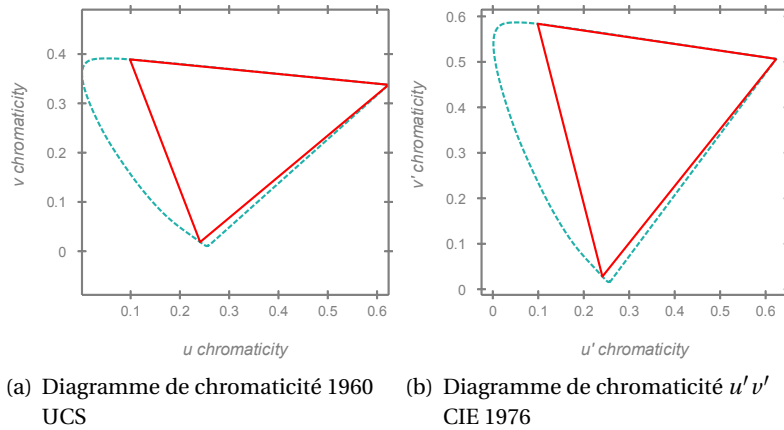 0.4
0.3
0.2
0.1
0
v chromaticity
0.1 0.2 0.3 0.4 0.5 0.6
u chromaticity
(a) Diagramme de chromaticité 1960
UCS
0.6
0.5
0.4
0.3
0.2
0.1
0
v' chromaticity
0 0.1 0.2 0.3 0.4 0.5 0.6
u' chromaticity
(b) Diagramme de chromaticité u′v′
CIE 1976